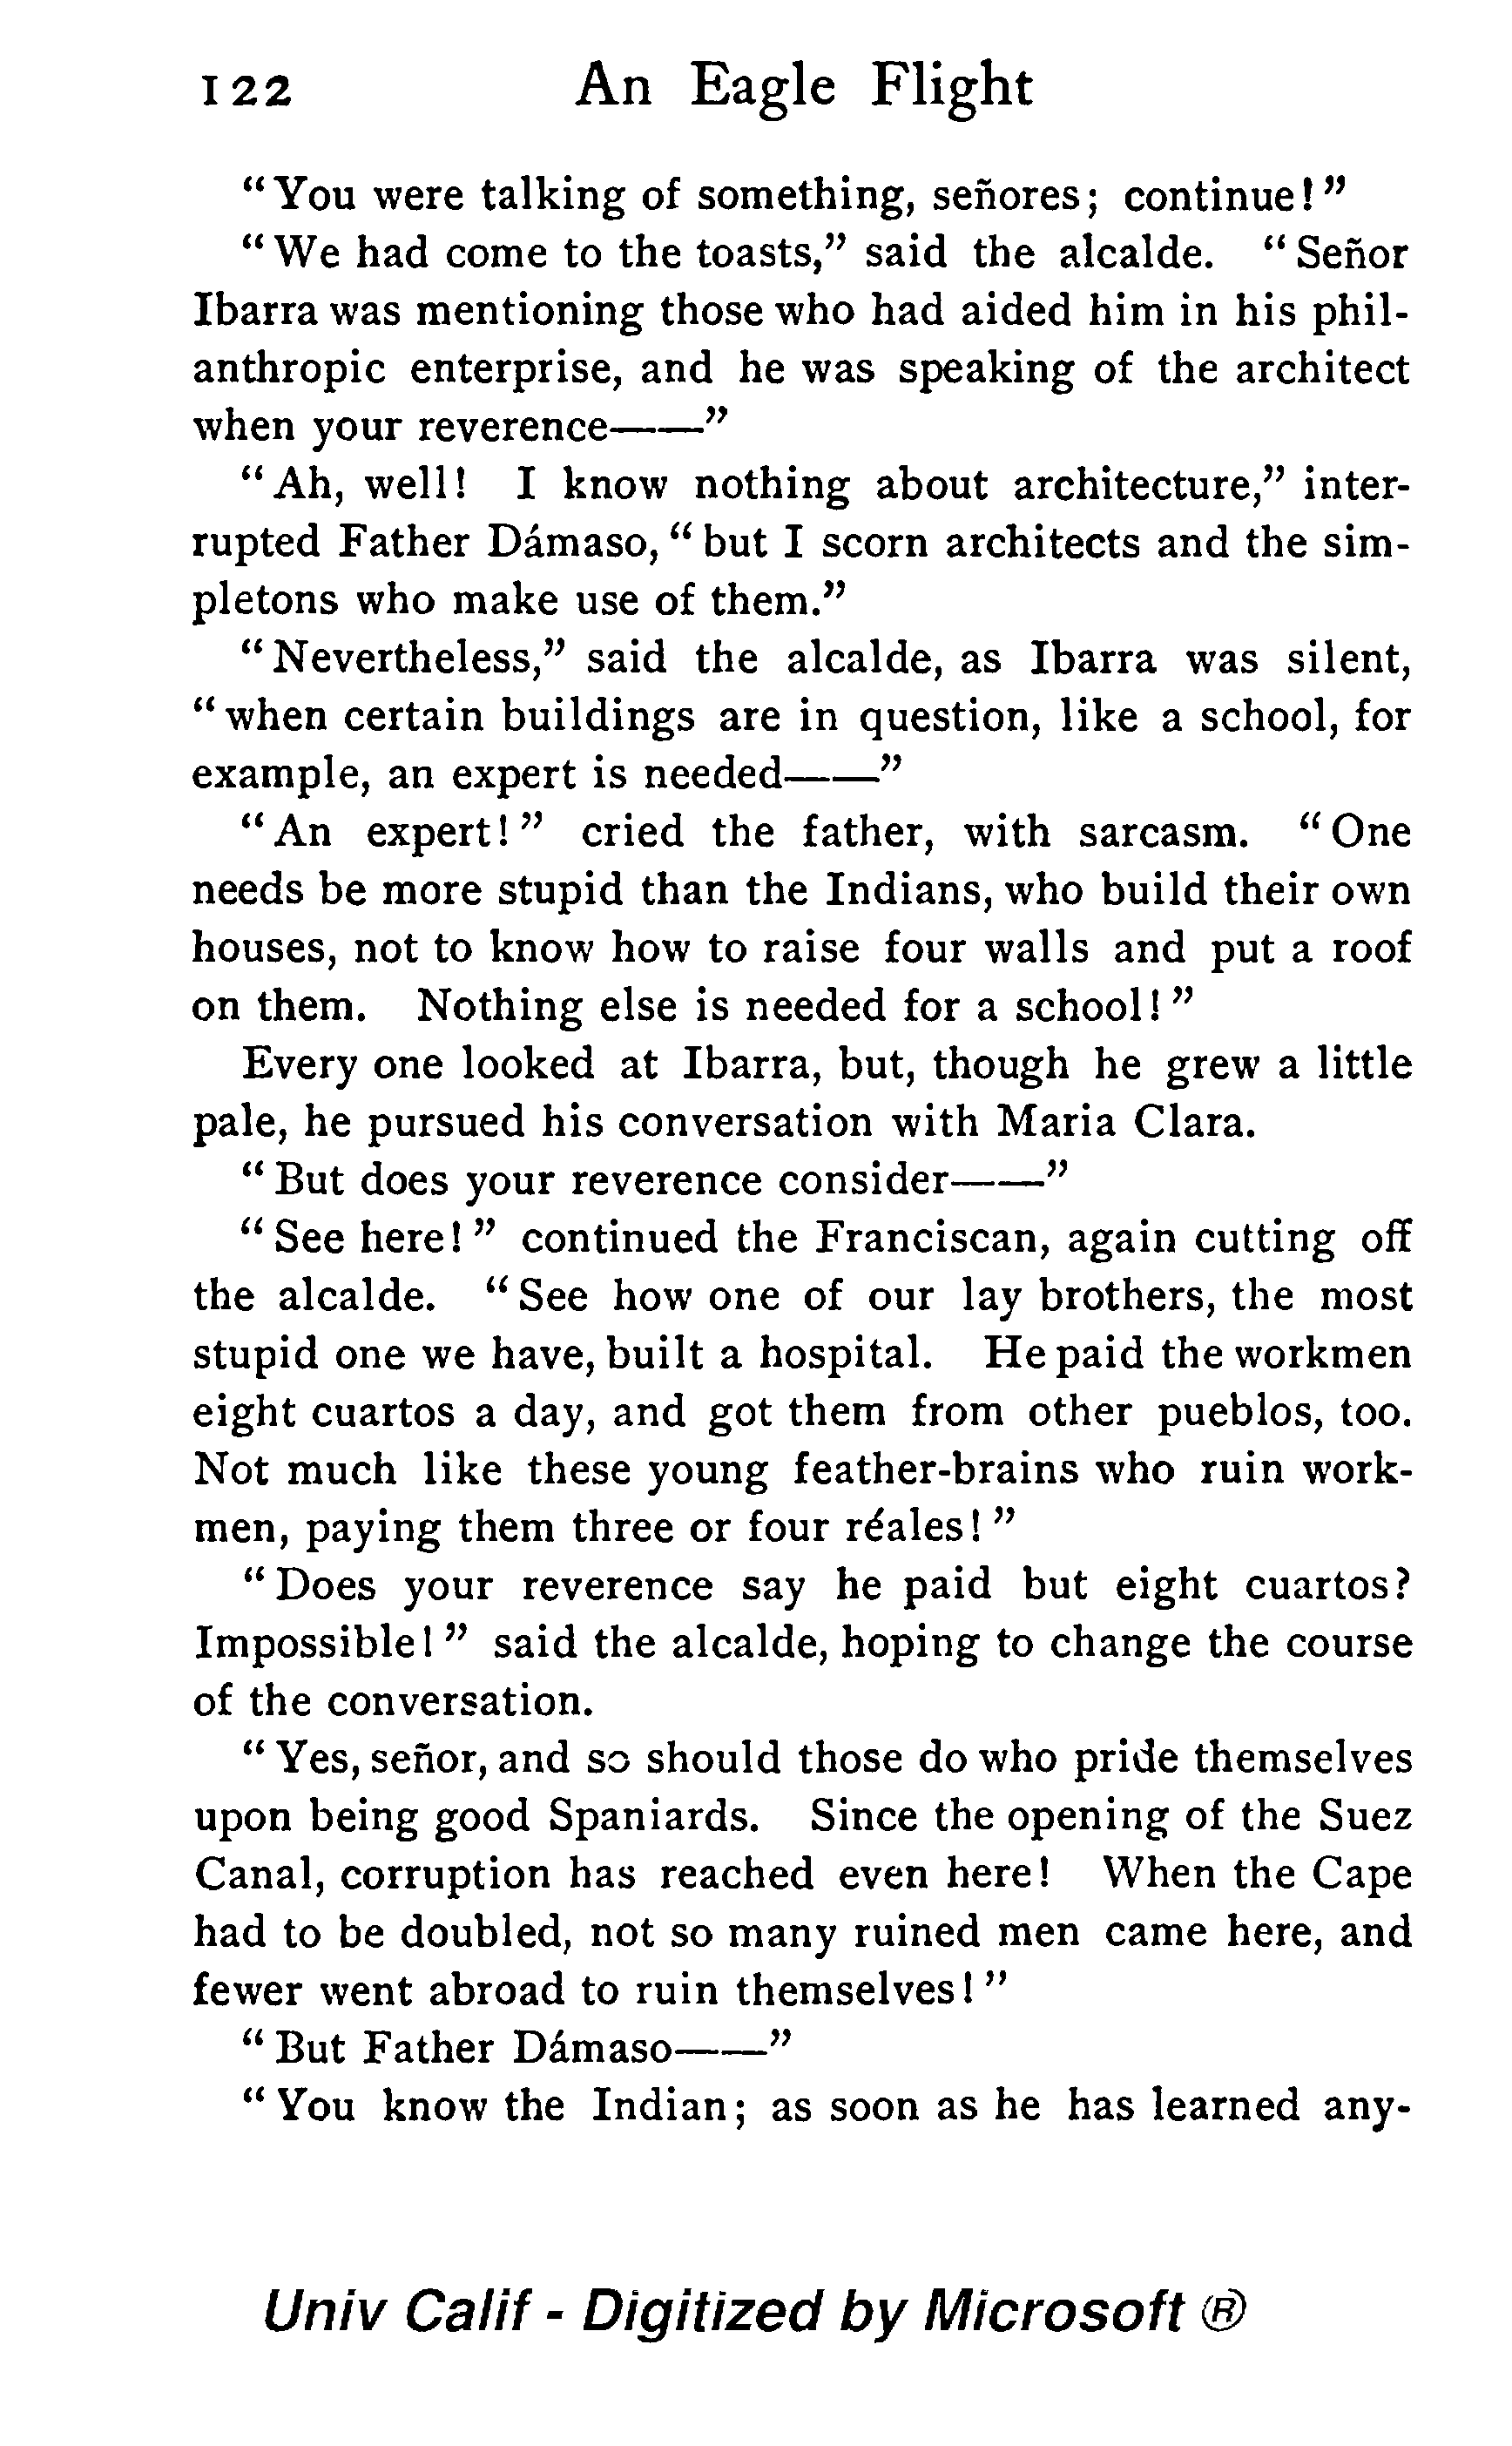 122 An Eagle Flight
“You were talking of something, señores; continue!”
“We had come to the toasts,” said the alcalde. “Señor
Ibarra was mentioning those who had aided him in his phil-
anthropic enterprise, and he was speaking of the architect
when your reverence——”
“Ah, well! I know nothing about architecture,” inter-
rupted Father Dámaso, “but I scorn architects and the sim-
pletons who make use of them.”
“Nevertheless,” said the alcalde, as Ibarra was silent,
“when certain buildings are in question, like a school, for
example, an expert is needed——”
“An expert!” cried the father, with sarcasm. “One
needs be more stupid than the Indians, who build their own
houses, not to know how to raise four walls and put a roof
on them. Nothing else is needed for a school!”
Every one looked at Ibarra, but, though he grew a little
pale, he pursued his conversation with Maria Clara.
“But does your reverence consider——”
“See here!” continued the Franciscan, again cutting off
the alcalde. “See how one of our lay brothers, the most
stupid one we have, built a hospital. He paid the workmen
eight cuartos a day, and got them from other pueblos, too.
Not much like these young feather-brains who ruin work-
men, paying them three or four réales!”
“Does your reverence say he paid but eight cuartos?
Impossible!” said the alcalde, hoping to change the course
of the conversation.
“Yes, señor, and so should those do who pride themselves
upon being good Spaniards. Since the opening of the Suez
Canal, corruption has reached even here! When the Cape
had to be doubled, not so many ruined men came here, and
fewer went abroad to ruin themselves!”
“But Father Dámaso——”
“You know the Indian; as soon as he has learned any-
Univ Calif - Digitized by Microsoft ®